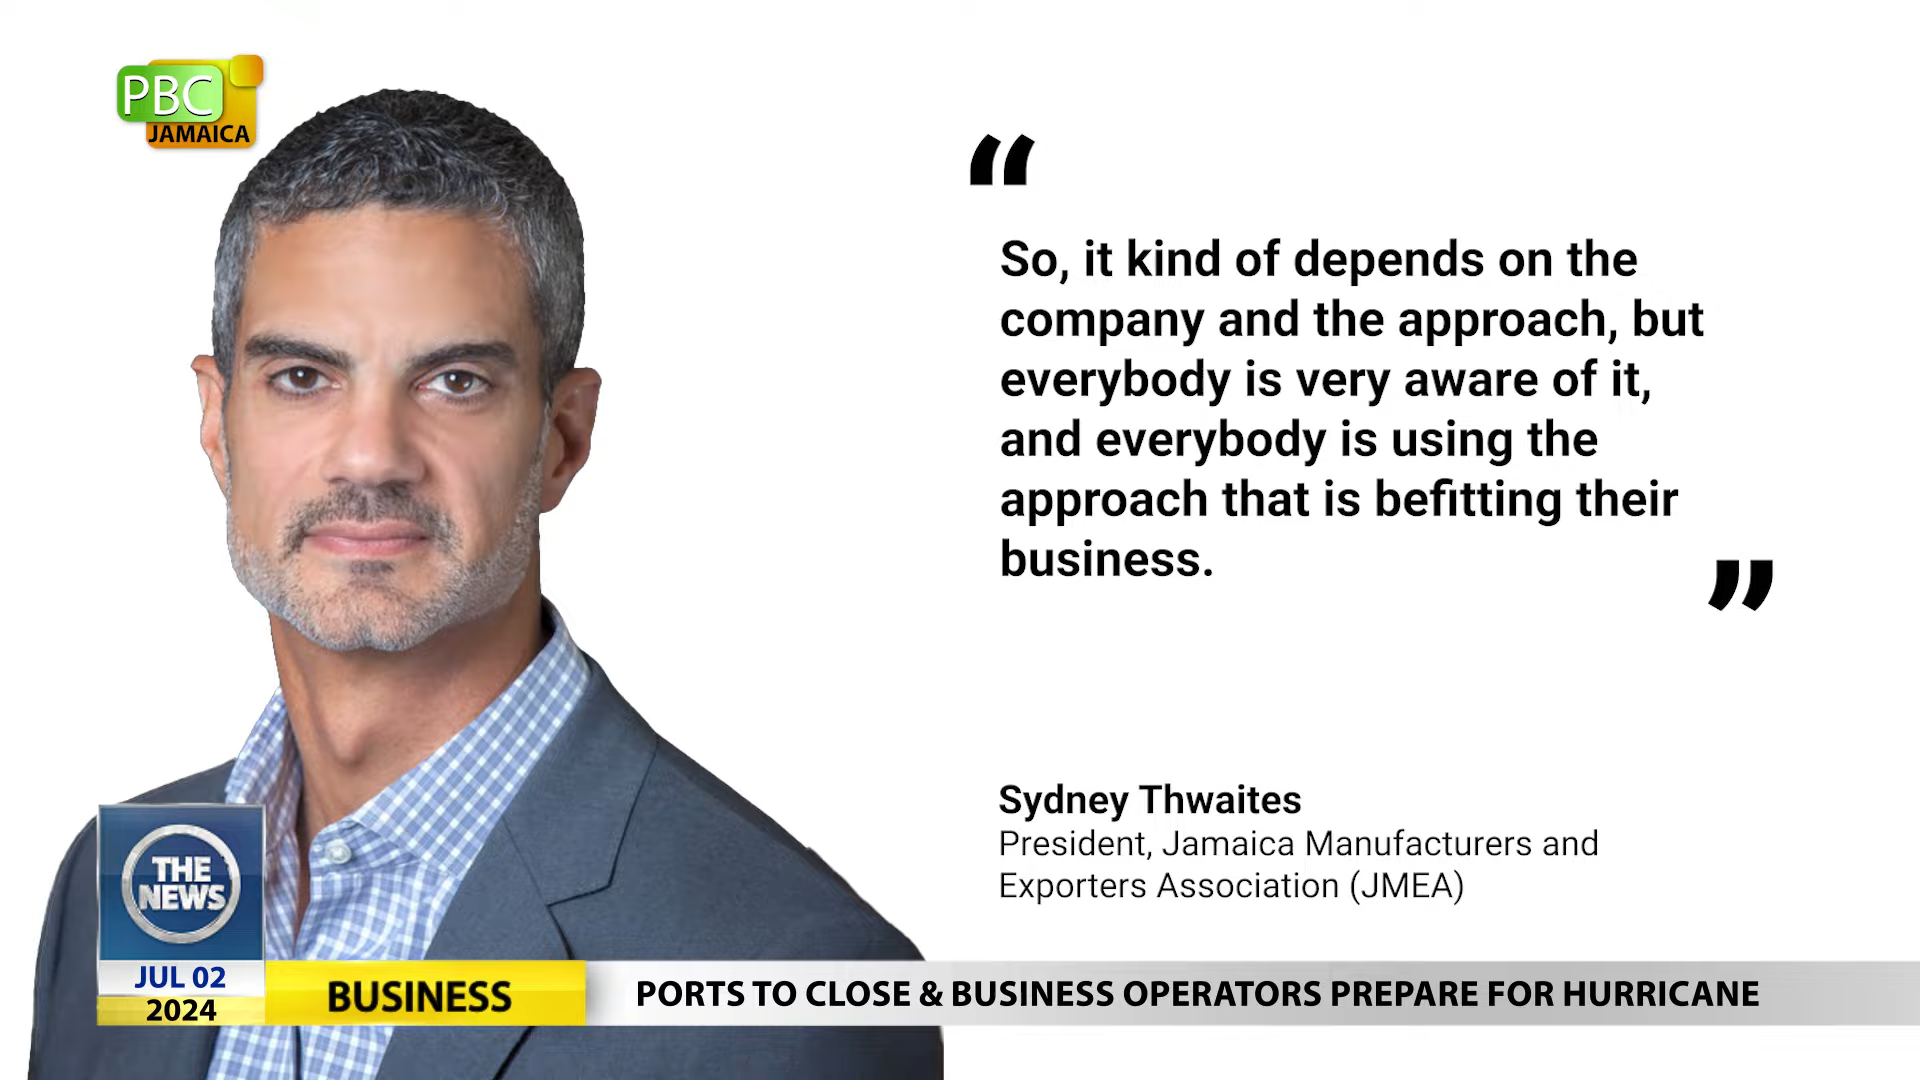 PBC
JAMAICA
“
So, it kind of depends on the
company and the approach, but
everybody is very aware of it,
and everybody is using the
approach that is befitting their
business.
”
Sydney Thwaites
President, Jamaica Manufacturers and
Exporters Association (JMEA)
THE
NEWS
JUL 02
2024
BUSINESS
PORTS TO CLOSE & BUSINESS OPERATORS PREPARE FOR HURRICANE